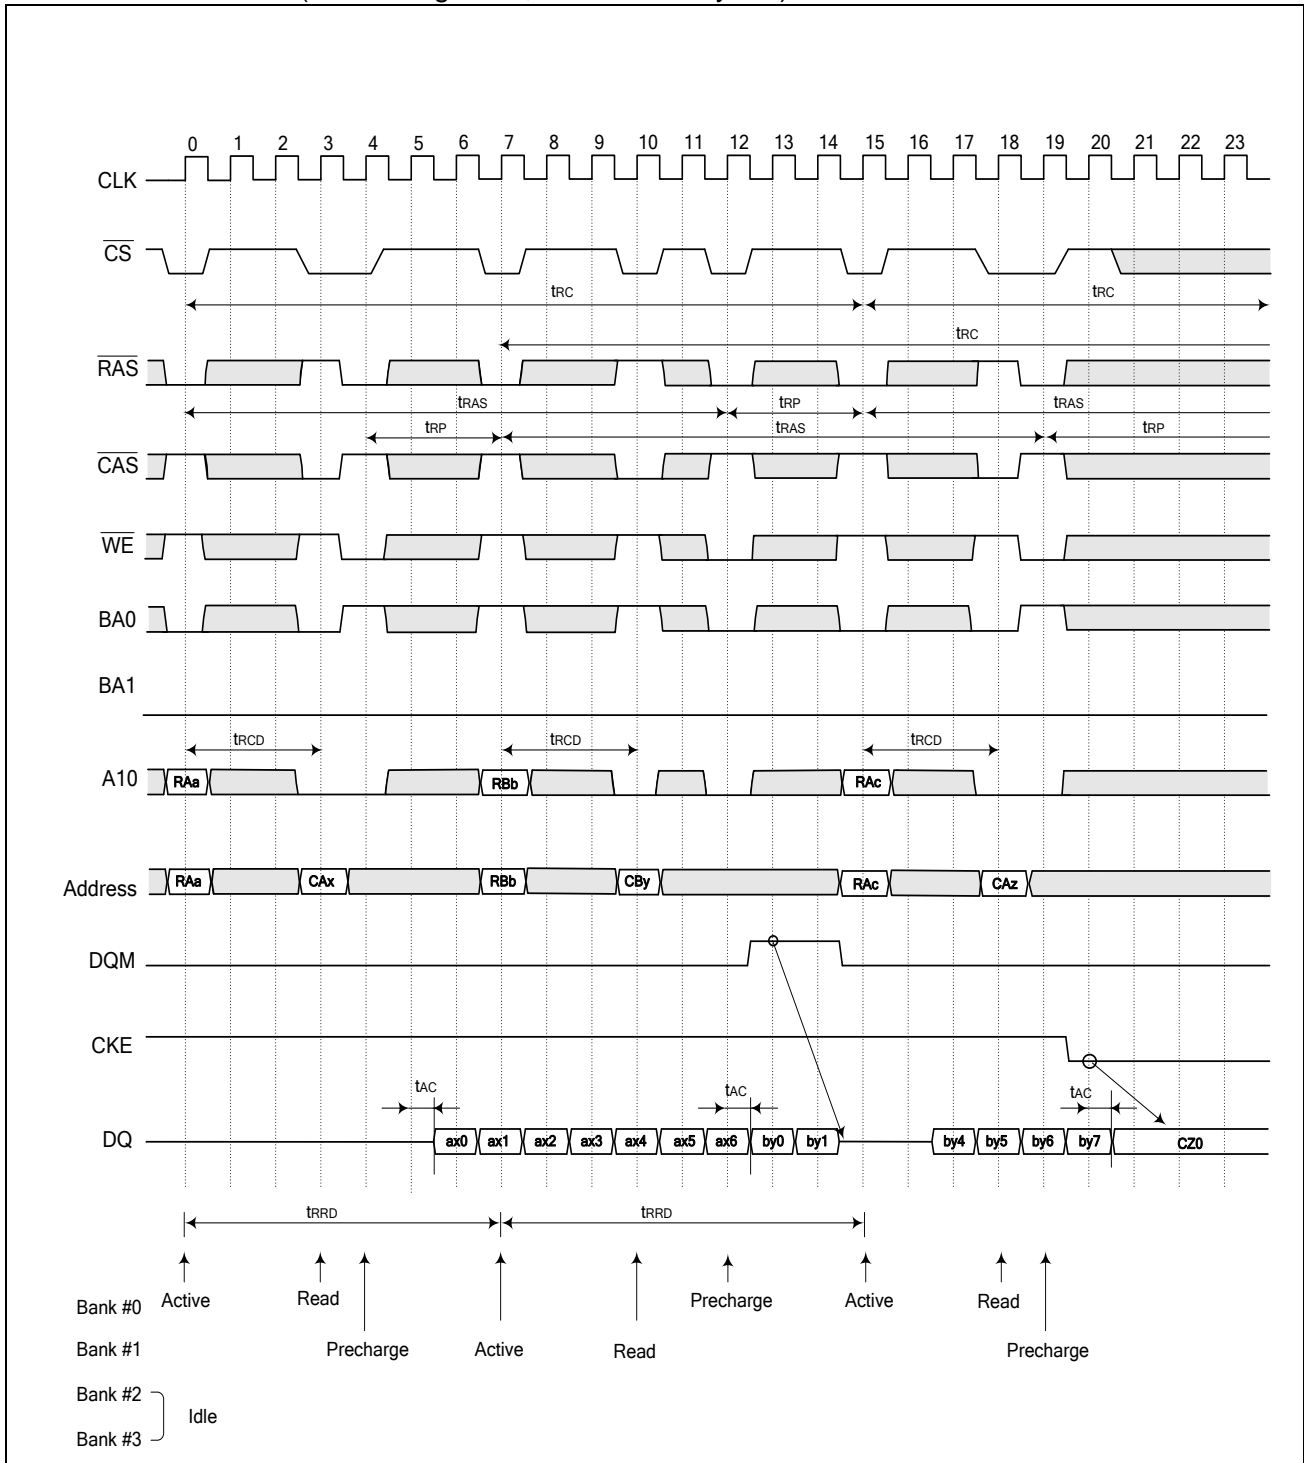 0 1 2 3 4 5 6 7 8 9 10 11 12 13 14 15 16 17 18 19 20 21 22 23
CLK
CS
tRC tRC
tRC
RAS
tRAS tRP tRAS
tRP tRAS tRP
CAS
WE
BA0
BA1
tRCD tRCD tRCD
A10 RAa RBb RAc
Address RAa CAx RBb CBy RAc CAz
DQM
CKE
tAC tAC tAC
DQ ax0 ax1 ax2 ax3 ax4 ax5 ax6 by0 by1 by4 by5 by6 by7 CZ0
tRRD tRRD
Bank #0 Active Read Precharge Active Read
Bank #1 Precharge Active Read Precharge
Bank #2
Idle
Bank #3